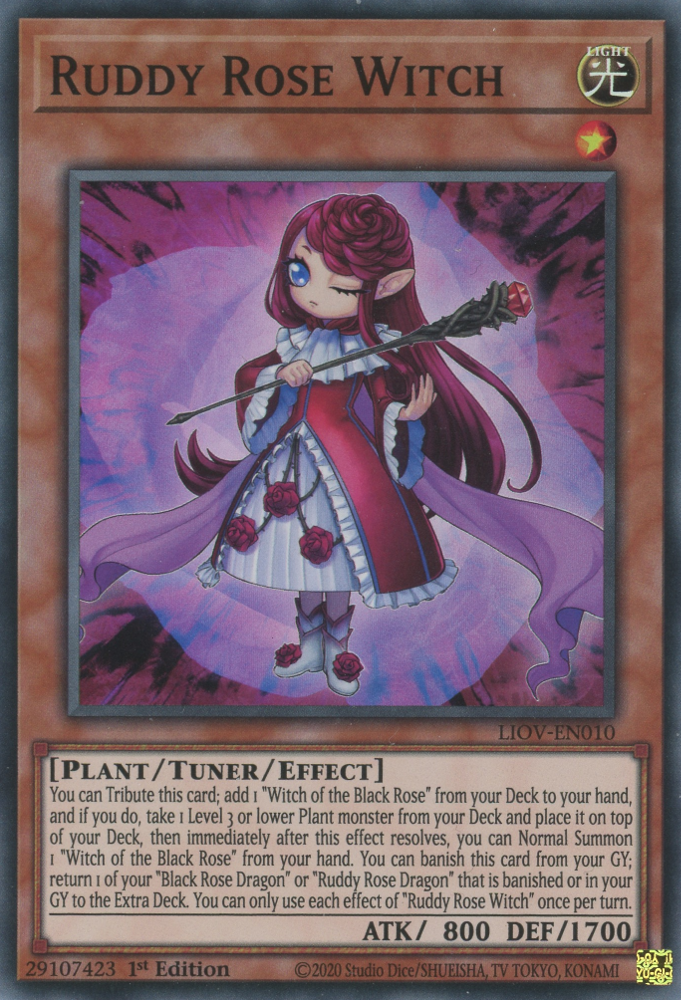 RUDDY ROSE WITCH
LIGHT
光
LIOV-EN010
[PLANT/TUNER/EFFECT]
You can Tribute this card; add 1 "Witch of the Black Rose" from your Deck to your hand,
and if you do, take 1 Level 3 or lower Plant monster from your Deck and place it on top
of your Deck, then immediately after this effect resolves, you can Normal Summon
1 "Witch of the Black Rose" from your hand. You can banish this card from your GY;
return 1 of your "Black Rose Dragon" or "Ruddy Rose Dragon" that is banished or in your
GY to the Extra Deck. You can only use each effect of "Ruddy Rose Witch" once per turn.
ATK/ 800 DEF/1700
29107423 1st Edition ©2020 Studio Dice/SHUEISHA, TV TOKYO, KONAMI